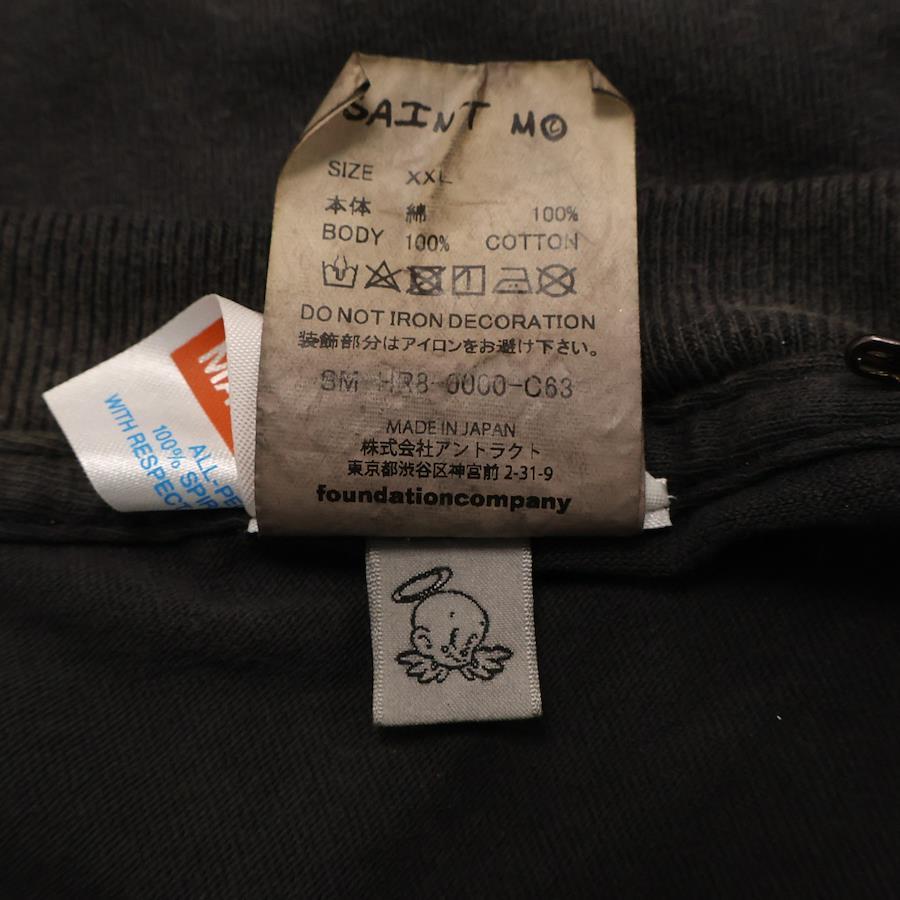 SAINT M©
SIZE XXL
本体 綿 100%
BODY 100% COTTON
DO NOT IRON DECORATION
装飾部分はアイロンをお避け下さい。
SM HR8-0000-C63
MADE IN JAPAN
株式会社アントラクト
東京都渋谷区神宮前 2-31-9
foundationcompany
100%
WITH RESPECT